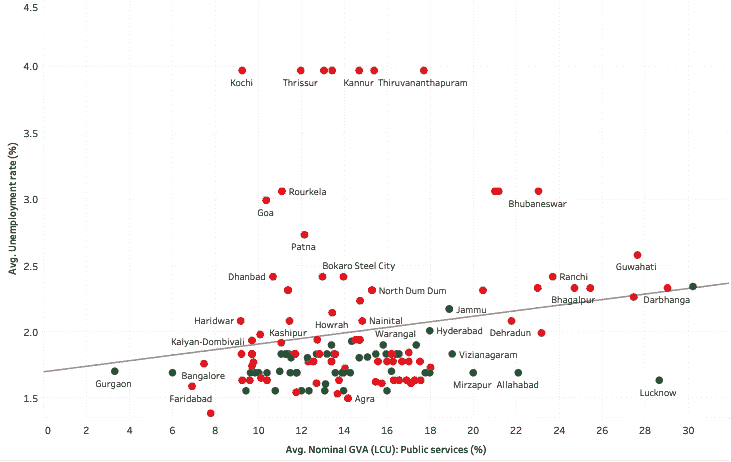 4.5
4.0
Kochi Thrissur Kannur Thiruvananthapuram
3.5
3.0
Rourkela
Goa
Bhubaneswar
Patna
2.5
Bokaro Steel City
Guwahati
Dhanbad
Ranchi
North Dum Dum
Bhagalpur
Darbhanga
Jammu
Haridwar
Howrah
Nainital
2.0
Kashipur
Warangal
Hyderabad
Dehradun
Kalyan-Dombivali
Vizianagaram
Bangalore
Gurgaon
Mirzapur Allahabad
Lucknow
Faridabad
Agra
1.5
0 2 4 6 8 10 12 14 16 18 20 22 24 26 28 30
Avg. Nominal GVA (LCU): Public services (%)
Avg. Unemployment rate (%)